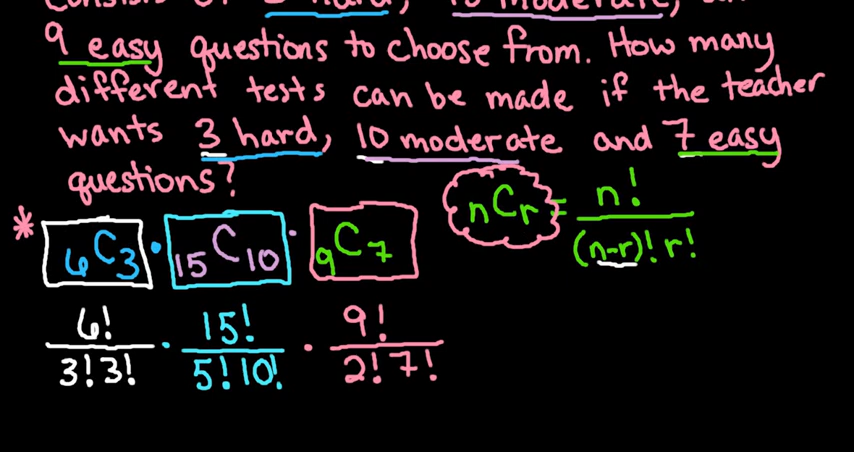 9 easy questions to choose from. How many
different tests can be made if the teacher
wants 3 hard, 10 moderate and 7 easy
questions?
* 6C3 · 15C10 · 9C7 nCr = n! / (n-r)! r!
6! / 3! 3! · 15! / 5! 10! · 9! / 2! 7!